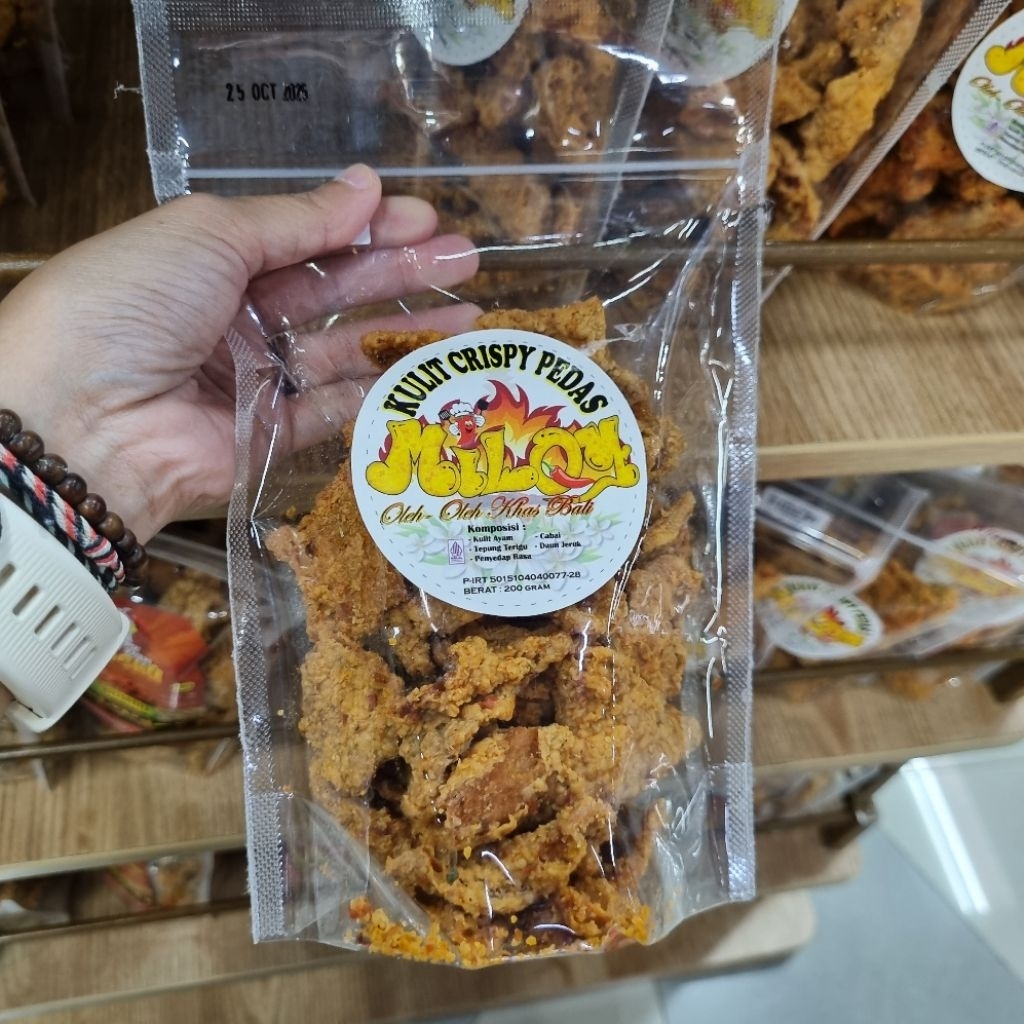 25 OCT 2025
KULIT CRISPY PEDAS
MiLOY
Oleh-Oleh Khas Bali
Komposisi :
- Kulit Ayam - Cabai
- Tepung Terigu - Daun Jeruk
- Penyedap Rasa
P-IRT 5015104040077-28
BERAT : 200 GRAM